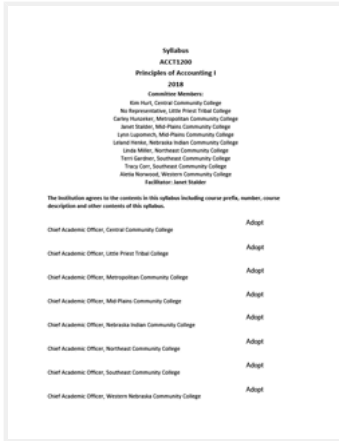 Syllabus
ACCT1200
Principles of Accounting I
2018
Committee Members:
Kim Hurt, Central Community College
No Representative, Little Priest Tribal College
Carley Hunzeker, Metropolitan Community College
Janet Stalder, Mid-Plains Community College
Lynn Lupomech, Mid-Plains Community College
Leland Henke, Nebraska Indian Community College
Linda Miller, Northeast Community College
Terri Gardner, Southeast Community College
Tracy Corr, Southeast Community College
Aletia Norwood, Western Community College
Facilitator: Janet Stalder
The Institution agrees to the contents in this syllabus including course prefix, number, course
description and other contents of this syllabus.
Adopt
Chief Academic Officer, Central Community College
Adopt
Chief Academic Officer, Little Priest Tribal College
Adopt
Chief Academic Officer, Metropolitan Community College
Adopt
Chief Academic Officer, Mid-Plains Community College
Adopt
Chief Academic Officer, Nebraska Indian Community College
Adopt
Chief Academic Officer, Northeast Community College
Adopt
Chief Academic Officer, Southeast Community College
Adopt
Chief Academic Officer, Western Nebraska Community College